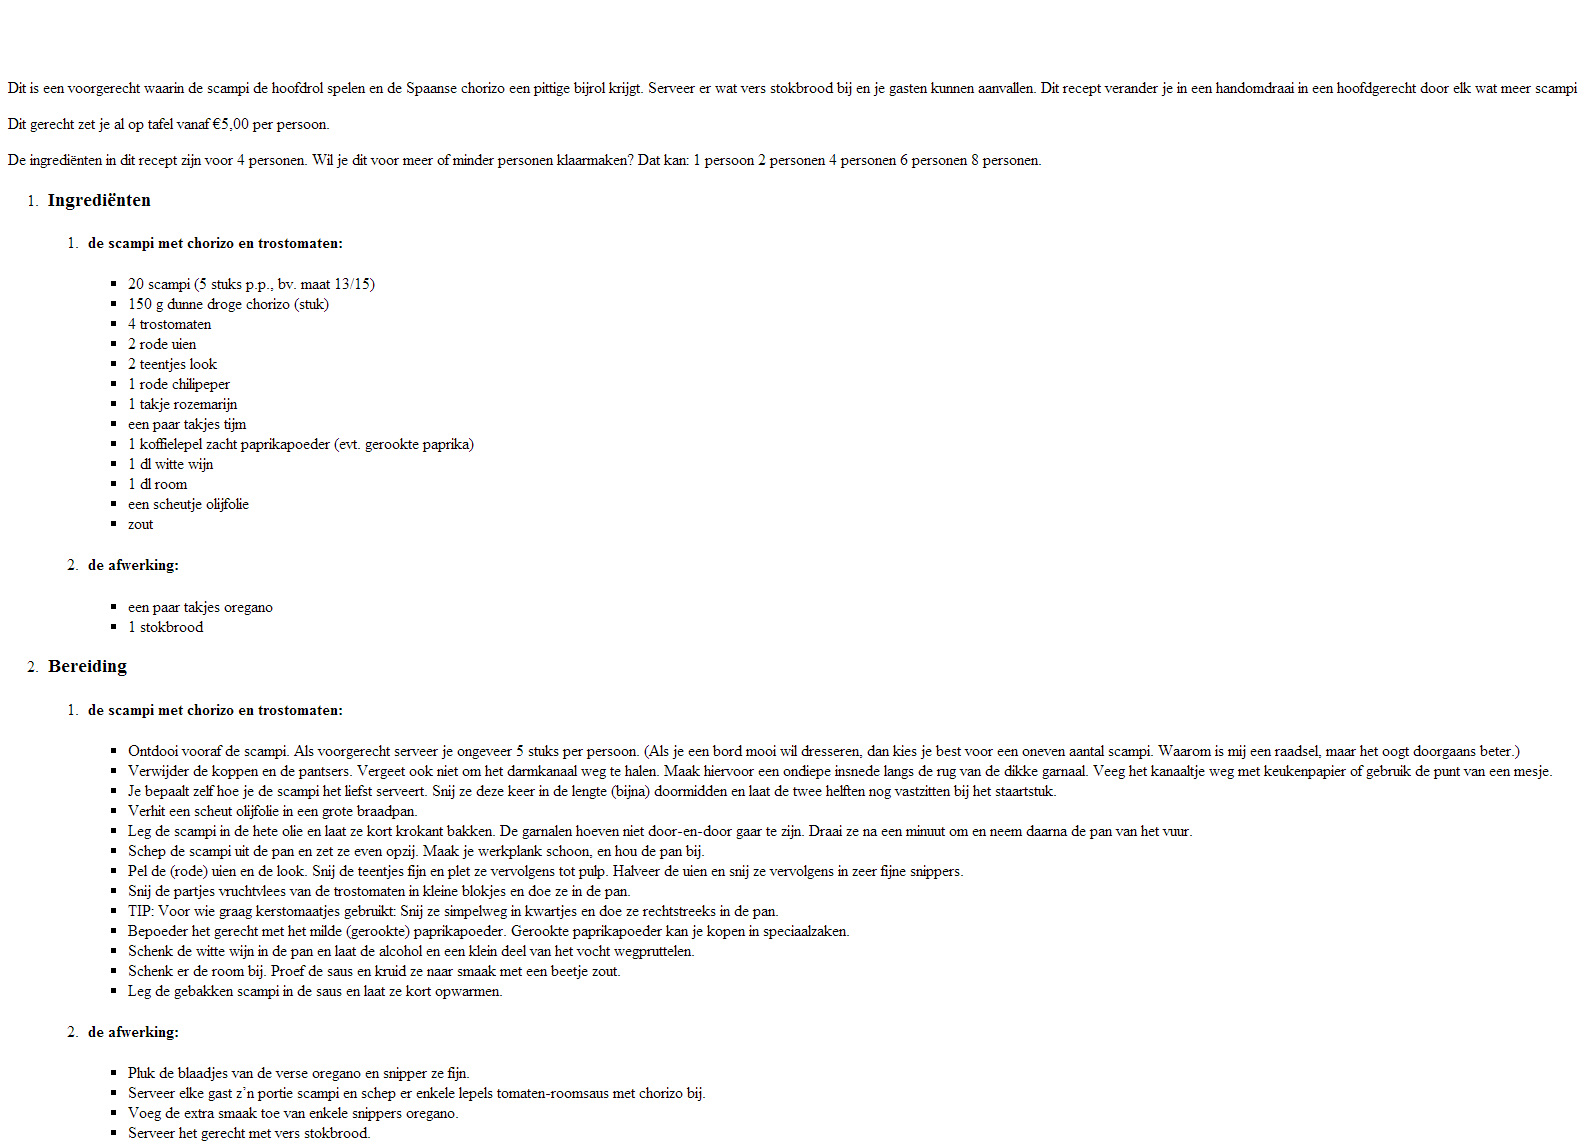 Dit is een voorgerecht waarin de scampi de hoofdrol spelen en de Spaanse chorizo een pittige bijrol krijgt. Serveer er wat vers stokbrood bij en je gasten kunnen aanvallen. Dit recept verander je in een handomdraai in een hoofdgerecht door elk wat meer scampi
Dit gerecht zet je al op tafel vanaf €5,00 per persoon.
De ingrediënten in dit recept zijn voor 4 personen. Wil je dit voor meer of minder personen klaarmaken? Dat kan: 1 persoon 2 personen 4 personen 6 personen 8 personen.
1. Ingrediënten
1. de scampi met chorizo en trostomaten:
▪ 20 scampi (5 stuks p.p., bv. maat 13/15)
▪ 150 g dunne droge chorizo (stuk)
▪ 4 trostomaten
▪ 2 rode uien
▪ 2 teentjes look
▪ 1 rode chilipeper
▪ 1 takje rozemarijn
▪ een paar takjes tijm
▪ 1 koffielepel zacht paprikapoeder (evt. gerookte paprika)
▪ 1 dl witte wijn
▪ 1 dl room
▪ een scheutje olijfolie
▪ zout
2. de afwerking:
▪ een paar takjes oregano
▪ 1 stokbrood
2. Bereiding
1. de scampi met chorizo en trostomaten:
▪ Ontdooi vooraf de scampi. Als voorgerecht serveer je ongeveer 5 stuks per persoon. (Als je een bord mooi wil dresseren, dan kies je best voor een oneven aantal scampi. Waarom is mij een raadsel, maar het oogt doorgaans beter.)
▪ Verwijder de koppen en de pantsers. Vergeet ook niet om het darmkanaal weg te halen. Maak hiervoor een ondiepe insnede langs de rug van de dikke garnaal. Veeg het kanaaltje weg met keukenpapier of gebruik de punt van een mesje.
▪ Je bepaalt zelf hoe je de scampi het liefst serveert. Snij ze deze keer in de lengte (bijna) doormidden en laat de twee helften nog vastzitten bij het staartstuk.
▪ Verhit een scheut olijfolie in een grote braadpan.
▪ Leg de scampi in de hete olie en laat ze kort krokant bakken. De garnalen hoeven niet door-en-door gaar te zijn. Draai ze na een minuut om en neem daarna de pan van het vuur.
▪ Schep de scampi uit de pan en zet ze even opzij. Maak je werkplank schoon, en hou de pan bij.
▪ Pel de (rode) uien en de look. Snij de teentjes fijn en plet ze vervolgens tot pulp. Halveer de uien en snij ze vervolgens in zeer fijne snippers.
▪ Snij de partjes vruchtvlees van de trostomaten in kleine blokjes en doe ze in de pan.
▪ TIP: Voor wie graag kerstomaatjes gebruikt: Snij ze simpelweg in kwartjes en doe ze rechtstreeks in de pan.
▪ Bepoeder het gerecht met het milde (gerookte) paprikapoeder. Gerookte paprikapoeder kan je kopen in speciaalzaken.
▪ Schenk de witte wijn in de pan en laat de alcohol en een klein deel van het vocht wegpruttelen.
▪ Schenk er de room bij. Proef de saus en kruid ze naar smaak met een beetje zout.
▪ Leg de gebakken scampi in de saus en laat ze kort opwarmen.
2. de afwerking:
▪ Pluk de blaadjes van de verse oregano en snipper ze fijn.
▪ Serveer elke gast z’n portie scampi en schep er enkele lepels tomaten-roomsaus met chorizo bij.
▪ Voeg de extra smaak toe van enkele snippers oregano.
▪ Serveer het gerecht met vers stokbrood.